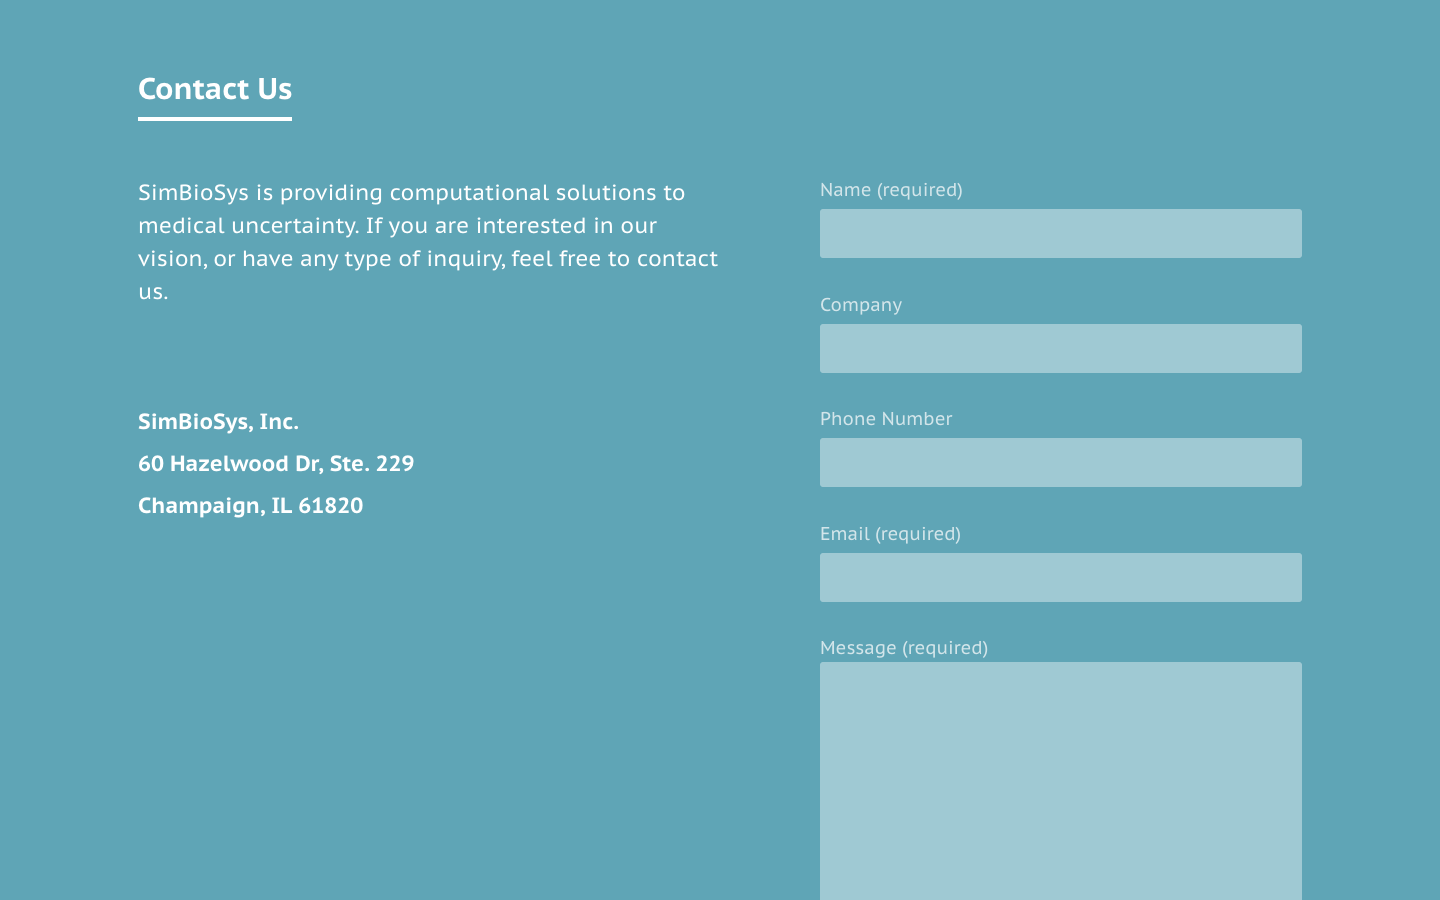 Contact Us
SimBioSys is providing computational solutions to
medical uncertainty. If you are interested in our
vision, or have any type of inquiry, feel free to contact
us.
SimBioSys, Inc.
60 Hazelwood Dr, Ste. 229
Champaign, IL 61820
Name (required)
Company
Phone Number
Email (required)
Message (required)